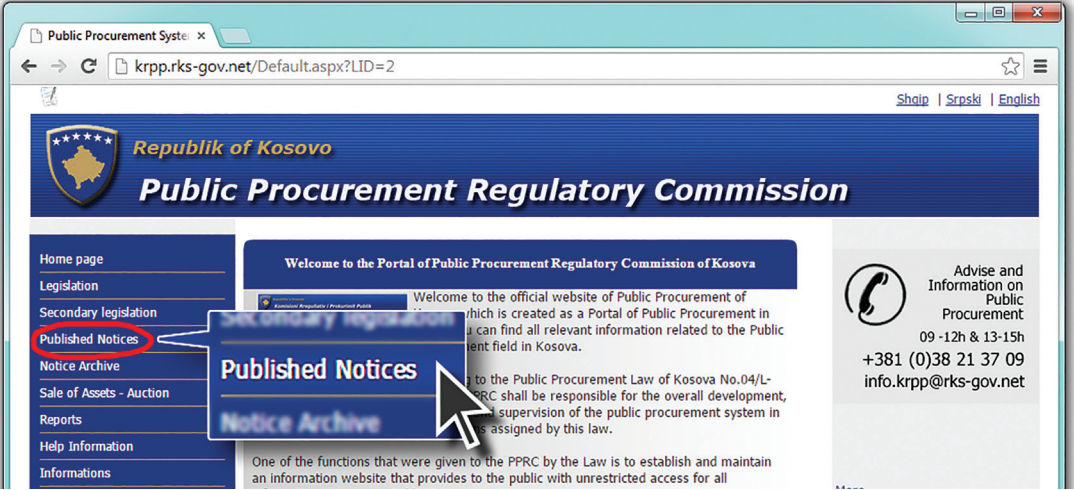 Public Procurement Syste
krpp.rks-gov.net/Default.aspx?LID=2
Shqip | Srpski | English
Republik of Kosovo
Public Procurement Regulatory Commission
Home page
Legislation
Secondary legislation
Published Notices
Notice Archive
Sale of Assets - Auction
Reports
Help Information
Informations
Secondary legislation
Published Notices
Notice Archive
Welcome to the Portal of Public Procurement Regulatory Commission of Kosova
Komisioni Rregullativ i Prokurimit Publik
Welcome to the official website of Public Procurement of
which is created as a Portal of Public Procurement in
can find all relevant information related to the Public
field in Kosova.
to the Public Procurement Law of Kosova No.04/L-
shall be responsible for the overall development,
supervision of the public procurement system in
assigned by this law.
One of the functions that were given to the PPRC by the Law is to establish and maintain
an information website that provides to the public with unrestricted access for all
Advise and
Information on
Public
Procurement
09 -12h & 13-15h
+381 (0)38 21 37 09
info.krpp@rks-gov.net